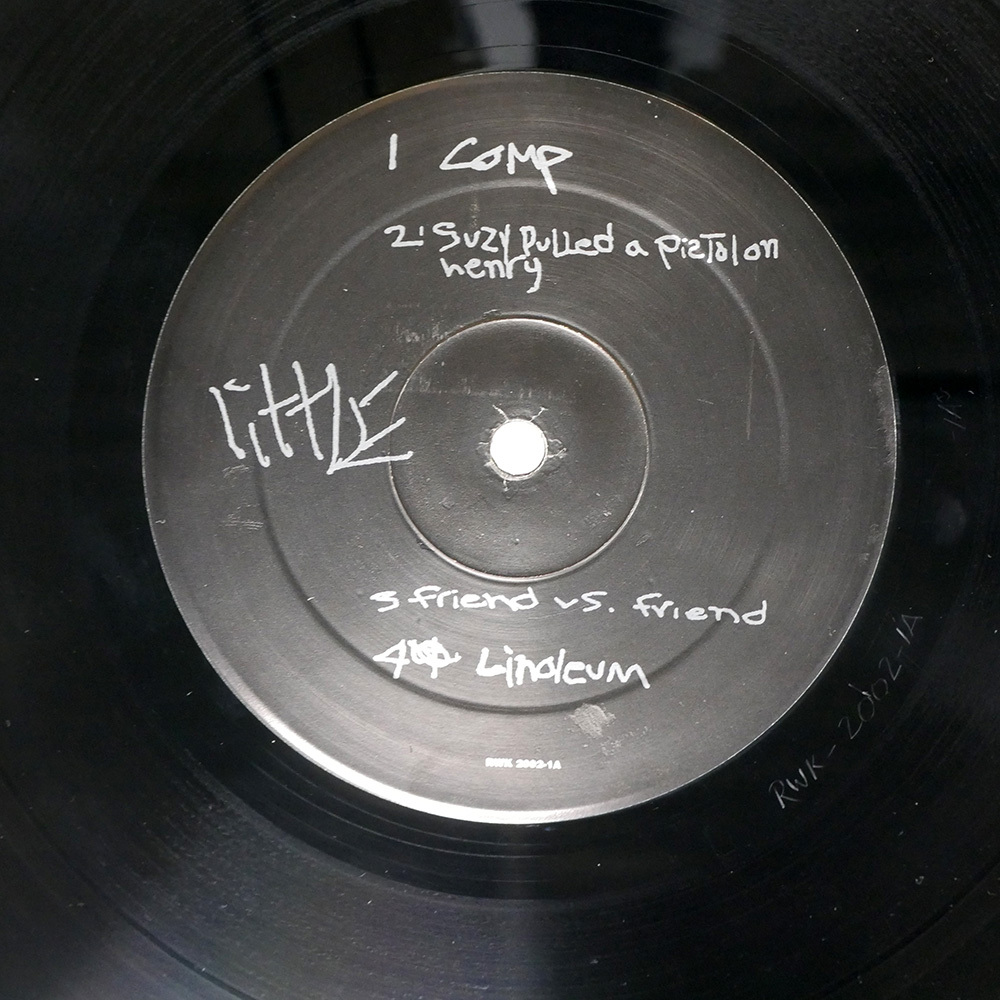 1 COMP
2: Suzy pulled a pisTol on
henry
little
3 friend vs. friend
4 Linoleum
RWK 2002-1A
RWK - 2002-1A